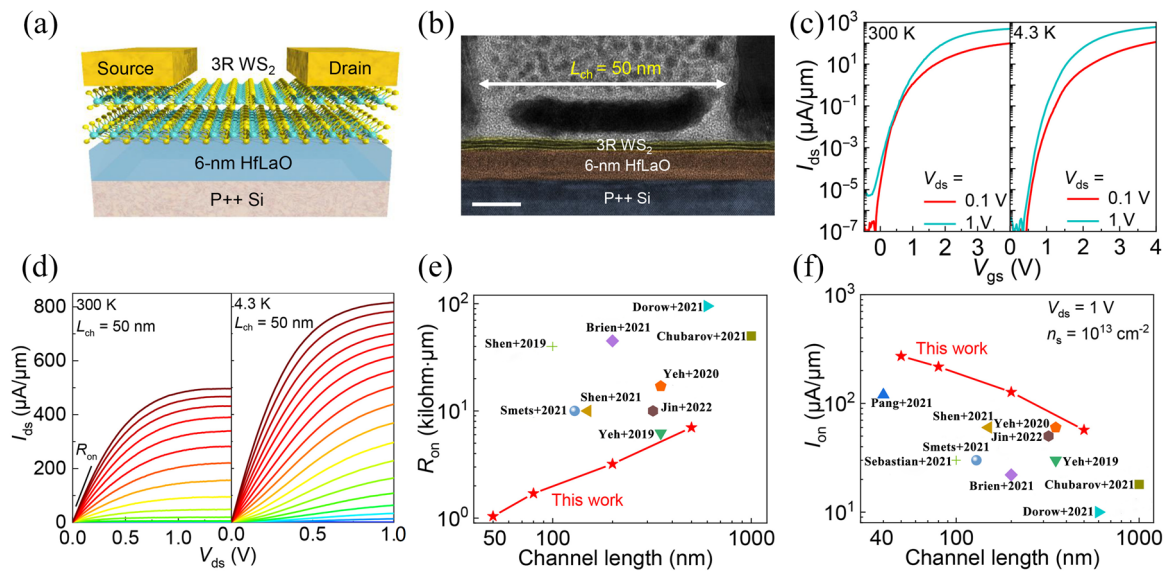 (a)
Source
3R WS2
Drain
6-nm HfLaO
P++ Si
(b)
Lch = 50 nm
3R WS2
6-nm HfLaO
P++ Si
(c)
10^3
10^1
10^-1
10^-3
10^-5
10^-7
Ids (μA/μm)
300 K
4.3 K
Vds =
0.1 V
1 V
Vds =
0.1 V
1 V
0 1 2 3 0 1 2 3 4
Vgs (V)
(d)
800
600
400
200
0
Ids (μA/μm)
300 K
Lch = 50 nm
4.3 K
Lch = 50 nm
Ron
0.0 0.5 1.0 0.5 1.0
Vds (V)
(e)
10^2
10^1
10^0
Ron (kilohm·μm)
Dorow+2021
Brien+2021
Chubarov+2021
Shen+2019
Yeh+2020
Shen+2021
Smets+2021
Jin+2022
Yeh+2019
This work
50 100 500 1000
Channel length (nm)
(f)
10^3
10^2
10^1
Ion (μA/μm)
Vds = 1 V
ns = 10^13 cm^-2
This work
Pang+2021
Shen+2021
Yeh+2020
Jin+2022
Smets+2021
Sebastian+2021
Yeh+2019
Brien+2021
Chubarov+2021
Dorow+2021
40 100 400 1000
Channel length (nm)